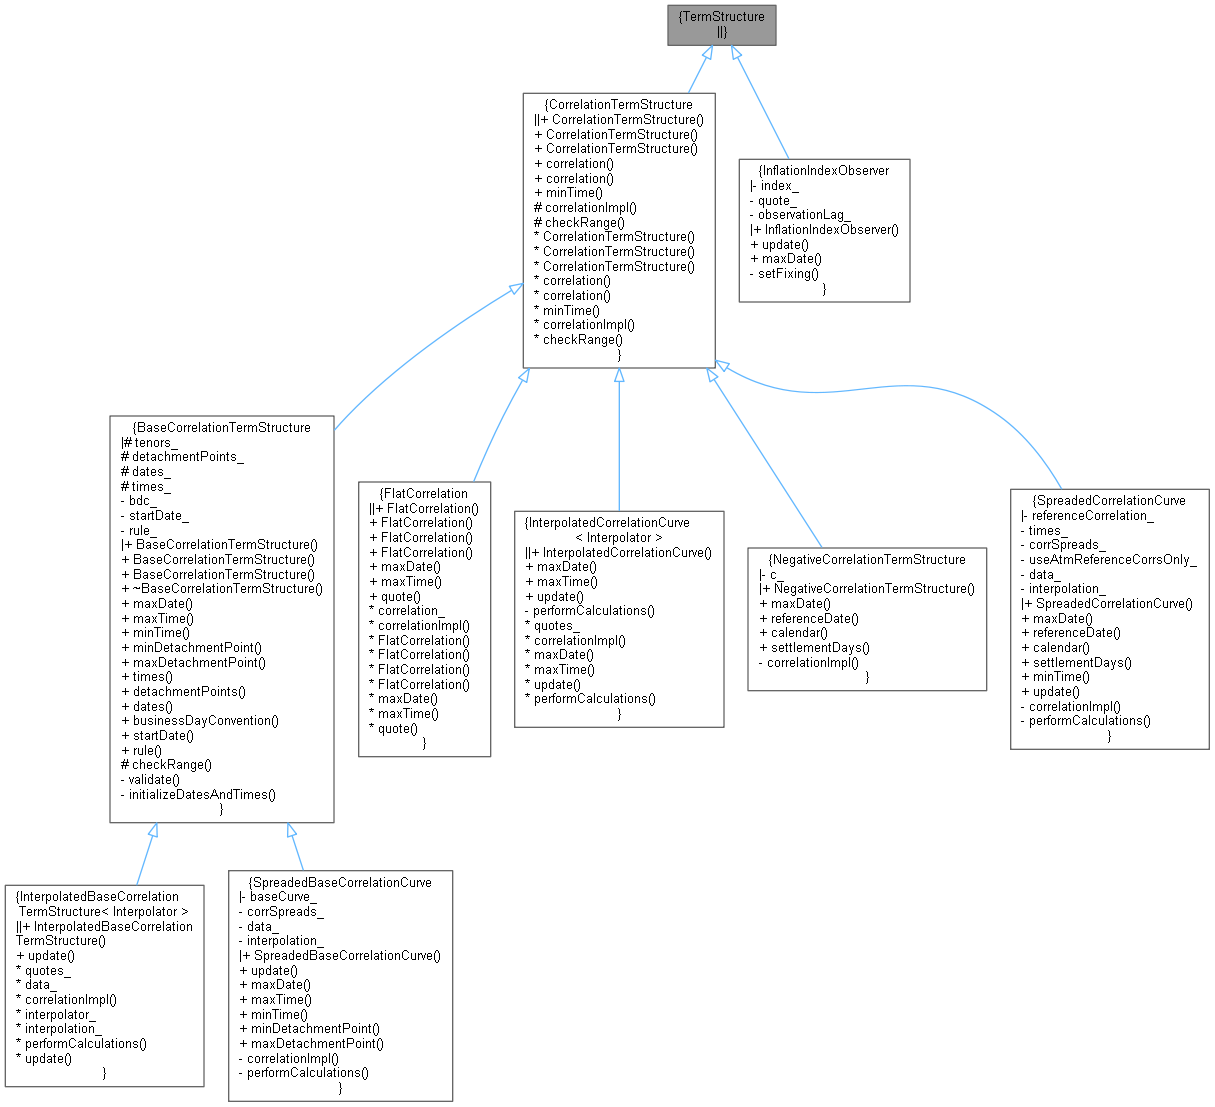 {TermStructure
||}
{CorrelationTermStructure
||+ CorrelationTermStructure()
+ CorrelationTermStructure()
+ CorrelationTermStructure()
+ correlation()
+ correlation()
+ minTime()
# correlationImpl()
# checkRange()
* CorrelationTermStructure()
* CorrelationTermStructure()
* CorrelationTermStructure()
* correlation()
* correlation()
* minTime()
* correlationImpl()
* checkRange()
}
{InflationIndexObserver
|- index_
- quote_
- observationLag_
|+ InflationIndexObserver()
+ update()
+ maxDate()
- setFixing()
}
{BaseCorrelationTermStructure
|# tenors_
# detachmentPoints_
# dates_
# times_
- bdc_
- startDate_
- rule_
|+ BaseCorrelationTermStructure()
+ BaseCorrelationTermStructure()
+ BaseCorrelationTermStructure()
+ ~BaseCorrelationTermStructure()
+ maxDate()
+ maxTime()
+ minTime()
+ minDetachmentPoint()
+ maxDetachmentPoint()
+ times()
+ detachmentPoints()
+ dates()
+ businessDayConvention()
+ startDate()
+ rule()
# checkRange()
- validate()
- initializeDatesAndTimes()
}
{FlatCorrelation
||+ FlatCorrelation()
+ FlatCorrelation()
+ FlatCorrelation()
+ FlatCorrelation()
+ maxDate()
+ maxTime()
+ quote()
* correlation_
* correlationImpl()
* FlatCorrelation()
* FlatCorrelation()
* FlatCorrelation()
* FlatCorrelation()
* maxDate()
* maxTime()
* quote()
}
{InterpolatedCorrelationCurve
< Interpolator >
||+ InterpolatedCorrelationCurve()
+ maxDate()
+ maxTime()
+ update()
- performCalculations()
* quotes_
* correlationImpl()
* maxDate()
* maxTime()
* update()
* performCalculations()
}
{NegativeCorrelationTermStructure
|- c_
|+ NegativeCorrelationTermStructure()
+ maxDate()
+ referenceDate()
+ calendar()
+ settlementDays()
- correlationImpl()
}
{SpreadedCorrelationCurve
|- referenceCorrelation_
- times_
- corrSpreads_
- useAtmReferenceCorrsOnly_
- data_
- interpolation_
|+ SpreadedCorrelationCurve()
+ maxDate()
+ referenceDate()
+ calendar()
+ settlementDays()
+ minTime()
+ update()
- correlationImpl()
- performCalculations()
}
{InterpolatedBaseCorrelation
TermStructure< Interpolator >
||+ InterpolatedBaseCorrelation
TermStructure()
+ update()
* quotes_
* data_
* correlationImpl()
* interpolator_
* interpolation_
* performCalculations()
* update()
}
{SpreadedBaseCorrelationCurve
|- baseCurve_
- corrSpreads_
- data_
- interpolation_
|+ SpreadedBaseCorrelationCurve()
+ update()
+ maxDate()
+ maxTime()
+ minTime()
+ minDetachmentPoint()
+ maxDetachmentPoint()
- correlationImpl()
- performCalculations()
}